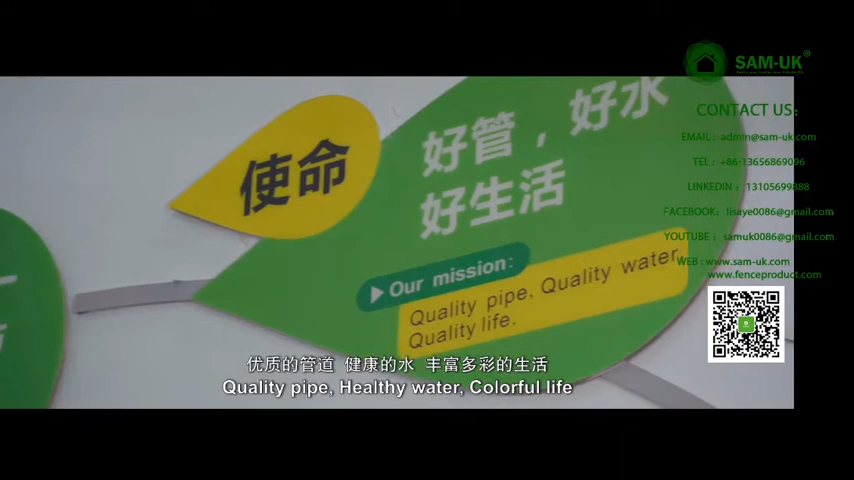 SAM-UK®
CONTACT US:
EMAIL : admin@sam-uk.com
TEL : +86-13656869096
LINKEDIN : 13105699888
FACEBOOK: lisaye0086@gmail.com
YOUTUBE : samuk0086@gmail.com
WEB : www.sam-uk.com
www.fenceproduct.com
使命
好管，好水
好生活
Our mission:
Quality pipe. Quality water
Quality life.
优质的管道 健康的水 丰富多彩的生活
Quality pipe, Healthy water, Colorful life